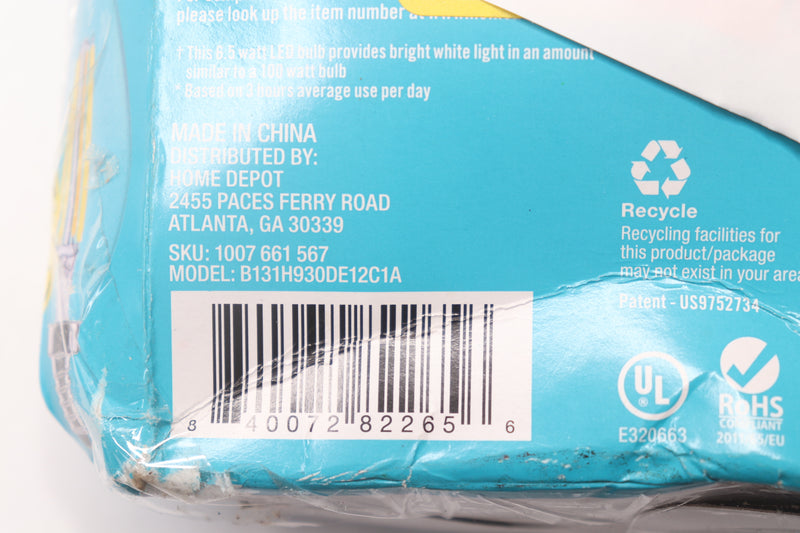 please look up the item number at
† This 6.5 watt LED bulb provides bright white light in an amount
similar to a 100 watt bulb
* Based on 3 hours average use per day
MADE IN CHINA
DISTRIBUTED BY:
HOME DEPOT
2455 PACES FERRY ROAD
ATLANTA, GA 30339
SKU: 1007 661 567
MODEL: B131H930DE12C1A
8 40072 82265 6
Recycle
Recycling facilities for
this product/package
may not exist in your area
Patent - US9752734
UL
®
E320663
RoHS
COMPLIANT
2011/65/EU